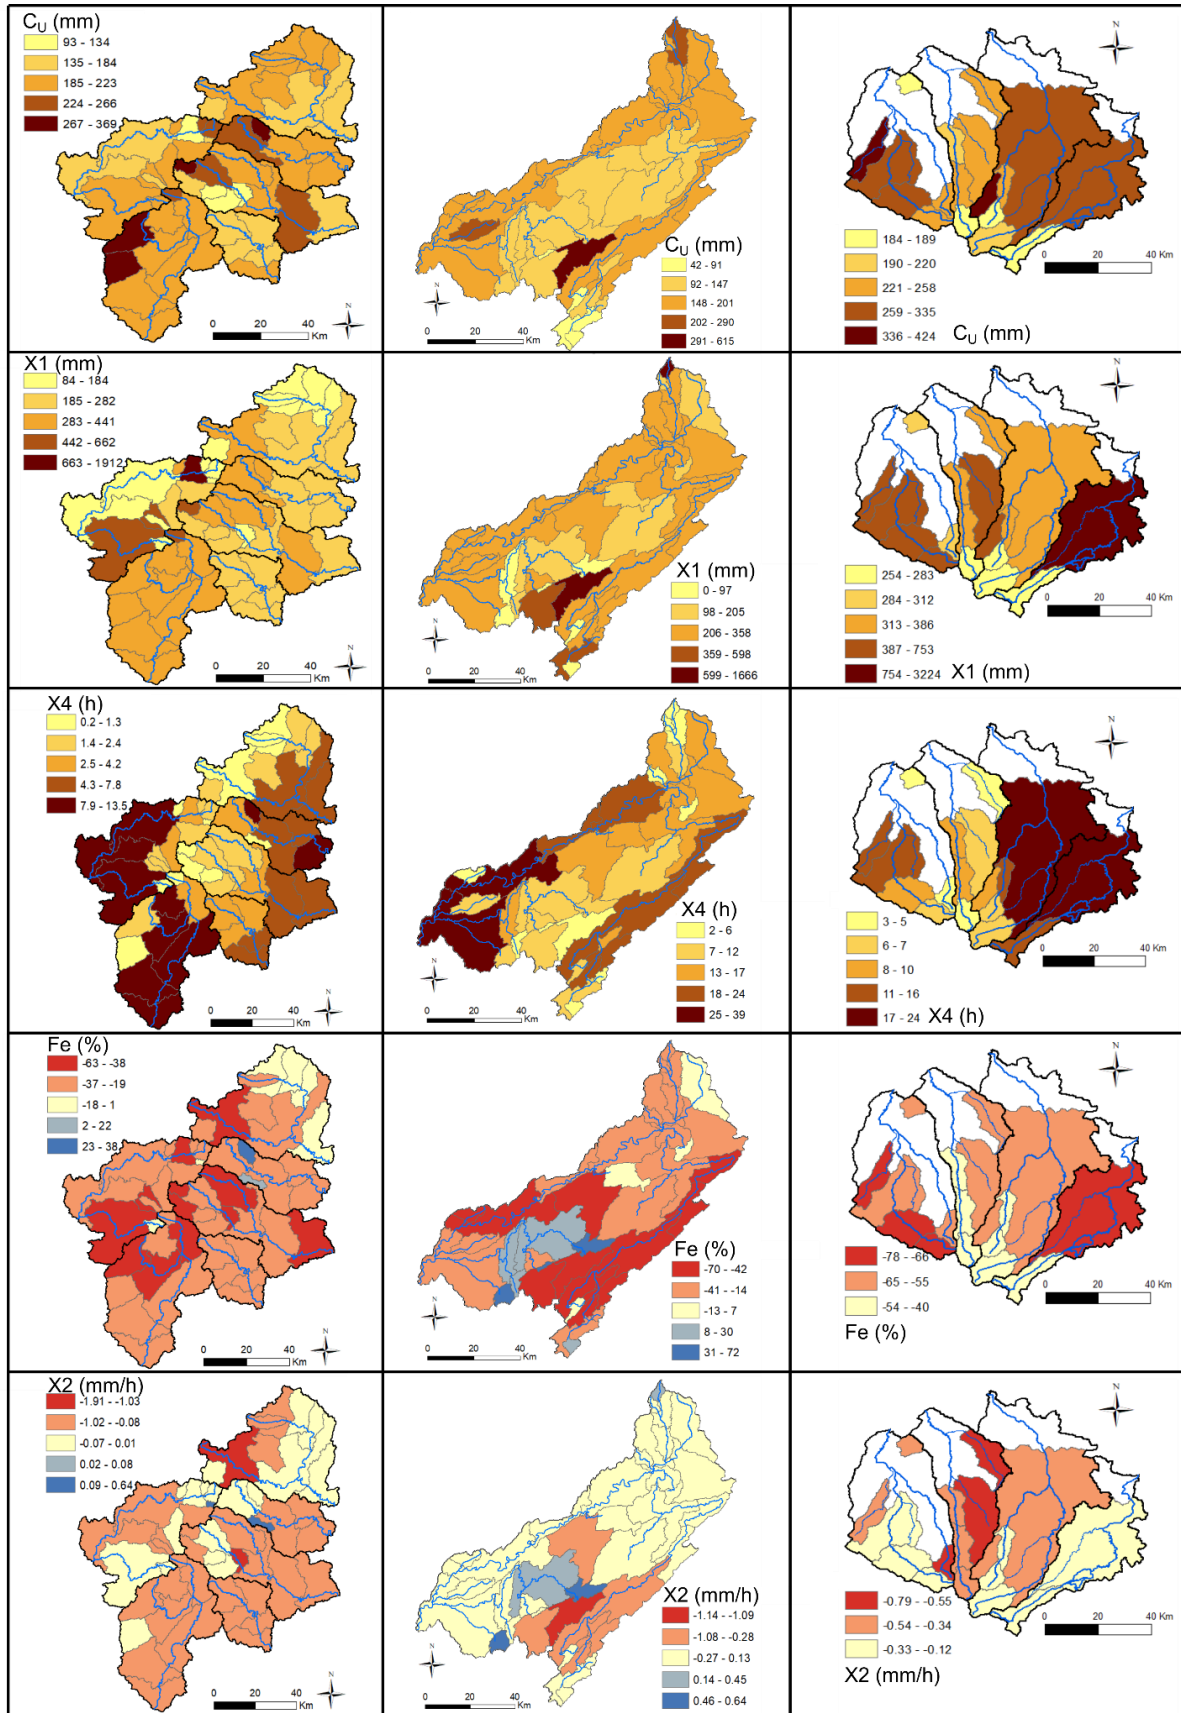 C_U (mm)
93 - 134
135 - 184
185 - 223
224 - 266
267 - 369
N
0 20 40
Km
C_U (mm)
42 - 91
92 - 147
148 - 201
202 - 290
291 - 615
N
0 20 40
Km
N
184 - 189
190 - 220
221 - 258
259 - 335
336 - 424
C_U (mm)
0 20 40 Km
X1 (mm)
84 - 184
185 - 282
283 - 441
442 - 662
663 - 1912
N
0 20 40
Km
X1 (mm)
0 - 97
98 - 205
206 - 358
359 - 598
599 - 1666
N
0 20 40
Km
N
254 - 283
284 - 312
313 - 386
387 - 753
754 - 3224
X1 (mm)
0 20 40 Km
X4 (h)
0.2 - 1.3
1.4 - 2.4
2.5 - 4.2
4.3 - 7.8
7.9 - 13.5
N
0 20 40
Km
X4 (h)
2 - 6
7 - 12
13 - 17
18 - 24
25 - 39
N
0 20 40
Km
N
3 - 5
6 - 7
8 - 10
11 - 16
17 - 24
X4 (h)
0 20 40 Km
Fe (%)
-63 - -38
-37 - -19
-18 - 1
2 - 22
23 - 38
N
0 20 40
Km
Fe (%)
-70 - -42
-41 - -14
-13 - 7
8 - 30
31 - 72
N
0 20 40
Km
N
-78 - -66
-65 - -55
-54 - -40
Fe (%)
0 20 40 Km
X2 (mm/h)
-1.91 - -1.03
-1.02 - -0.08
-0.07 - 0.01
0.02 - 0.08
0.09 - 0.64
N
0 20 40
Km
X2 (mm/h)
-1.14 - -1.09
-1.08 - -0.28
-0.27 - 0.13
0.14 - 0.45
0.46 - 0.64
N
0 20 40
Km
N
-0.79 - -0.55
-0.54 - -0.34
-0.33 - -0.12
X2 (mm/h)
0 20 40 Km